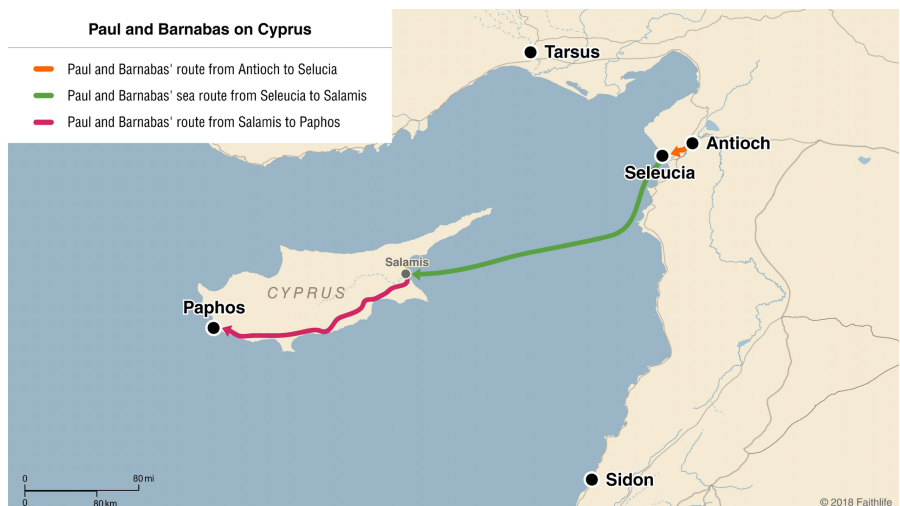 Paul and Barnabas on Cyprus
Paul and Barnabas' route from Antioch to Selucia
Paul and Barnabas' sea route from Seleucia to Salamis
Paul and Barnabas' route from Salamis to Paphos
Tarsus
Antioch
Seleucia
Salamis
CYPRUS
Paphos
Sidon
0 80 mi
0 80 km
© 2018 Faithlife